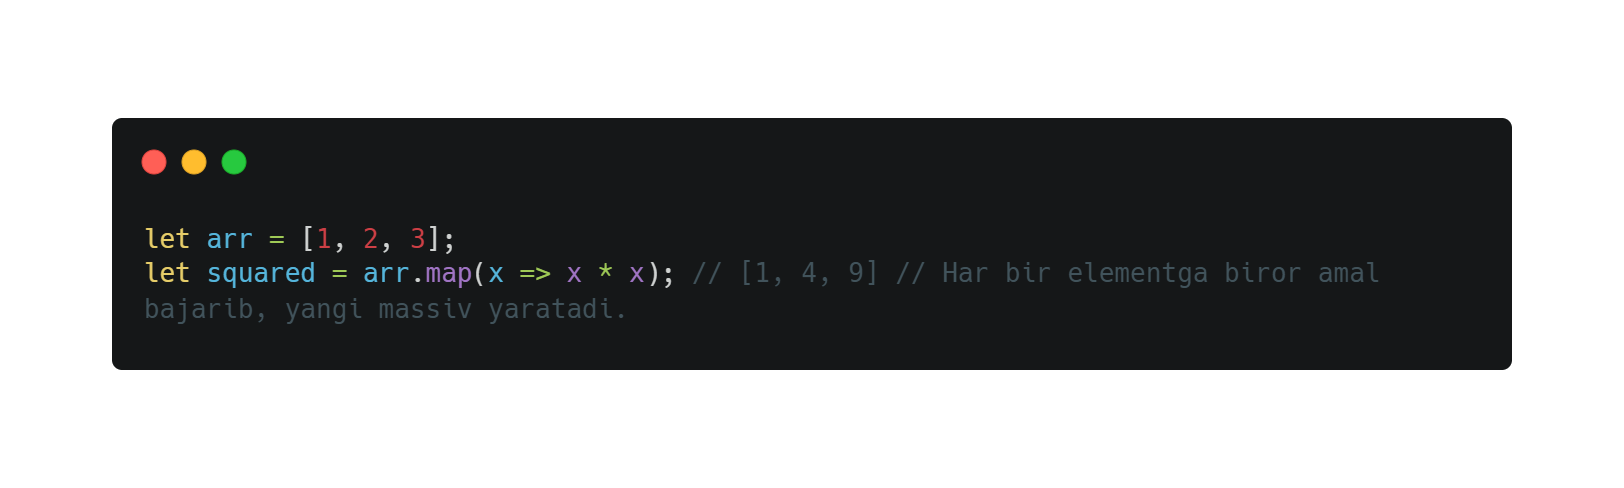 let arr = [1, 2, 3];
let squared = arr.map(x => x * x); // [1, 4, 9] // Har bir elementga biror amal
bajarib, yangi massiv yaratadi.